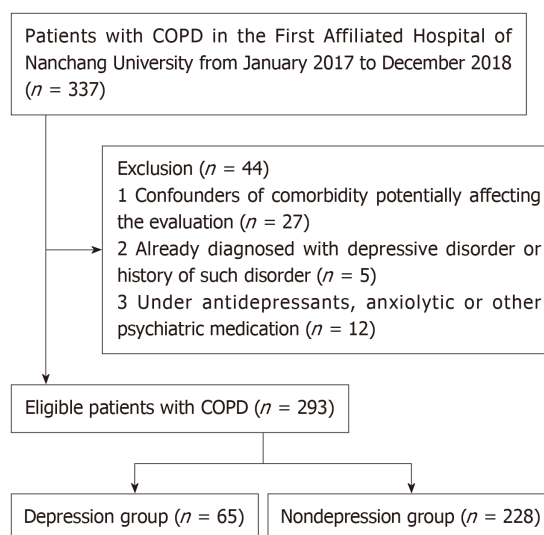 Patients with COPD in the First Affiliated Hospital of
Nanchang University from January 2017 to December 2018
(n = 337)
Exclusion (n = 44)
1 Confounders of comorbidity potentially affecting
the evaluation (n = 27)
2 Already diagnosed with depressive disorder or
history of such disorder (n = 5)
3 Under antidepressants, anxiolytic or other
psychiatric medication (n = 12)
Eligible patients with COPD (n = 293)
Depression group (n = 65)
Nondepression group (n = 228)